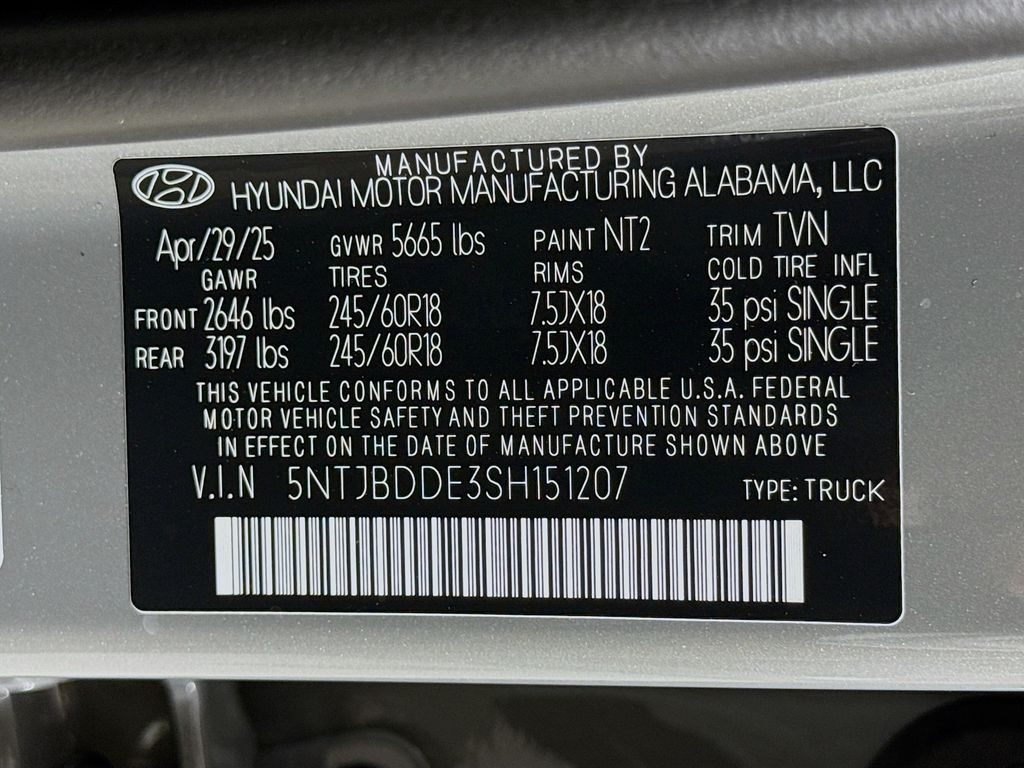 MANUFACTURED BY
HYUNDAI MOTOR MANUFACTURING ALABAMA, LLC
Apr/29/25 GVWR 5665 lbs PAINT NT2 TRIM TVN
GAWR TIRES RIMS COLD TIRE INFL
FRONT 2646 lbs 245/60R18 7.5JX18 35 psi SINGLE
REAR 3197 lbs 245/60R18 7.5JX18 35 psi SINGLE
THIS VEHICLE CONFORMS TO ALL APPLICABLE U.S.A. FEDERAL
MOTOR VEHICLE SAFETY AND THEFT PREVENTION STANDARDS
IN EFFECT ON THE DATE OF MANUFACTURE SHOWN ABOVE
V.I.N 5NTJBDDE3SH151207 TYPE: TRUCK